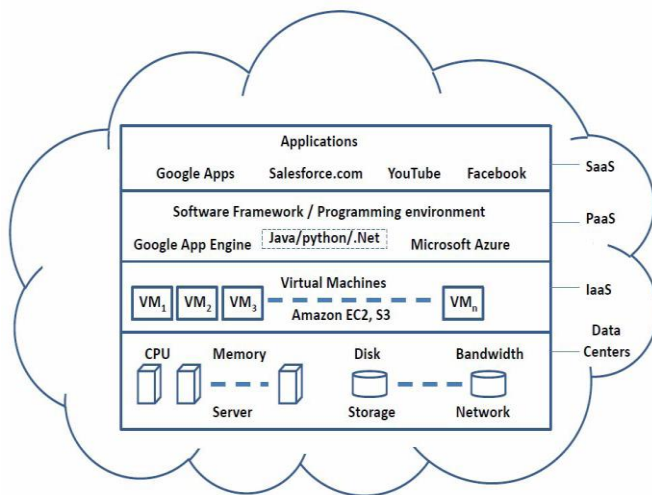 Applications
Google Apps Salesforce.com YouTube Facebook
SaaS
Software Framework / Programming environment
Google App Engine Java/python/.Net Microsoft Azure
PaaS
Virtual Machines
VM1 VM2 VM3 VMn
Amazon EC2, S3
IaaS
CPU Memory Disk Bandwidth
Server Storage Network
Data
Centers